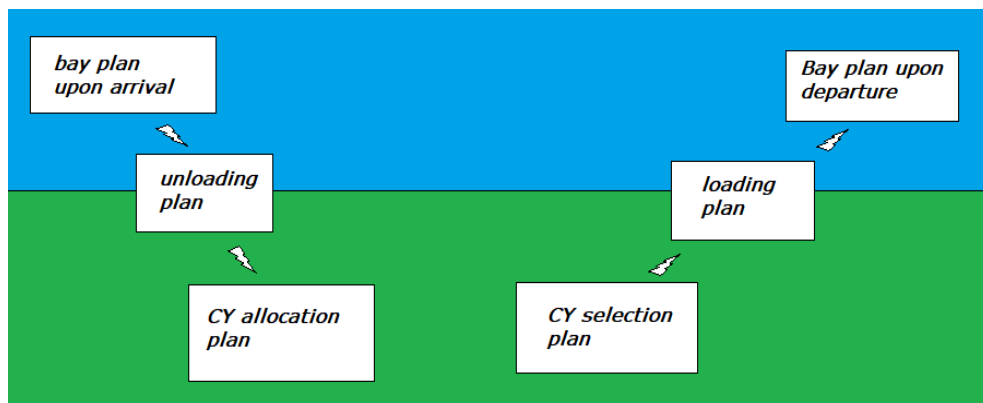 bay plan
upon arrival
Bay plan upon
departure
unloading
plan
loading
plan
CY allocation
plan
CY selection
plan